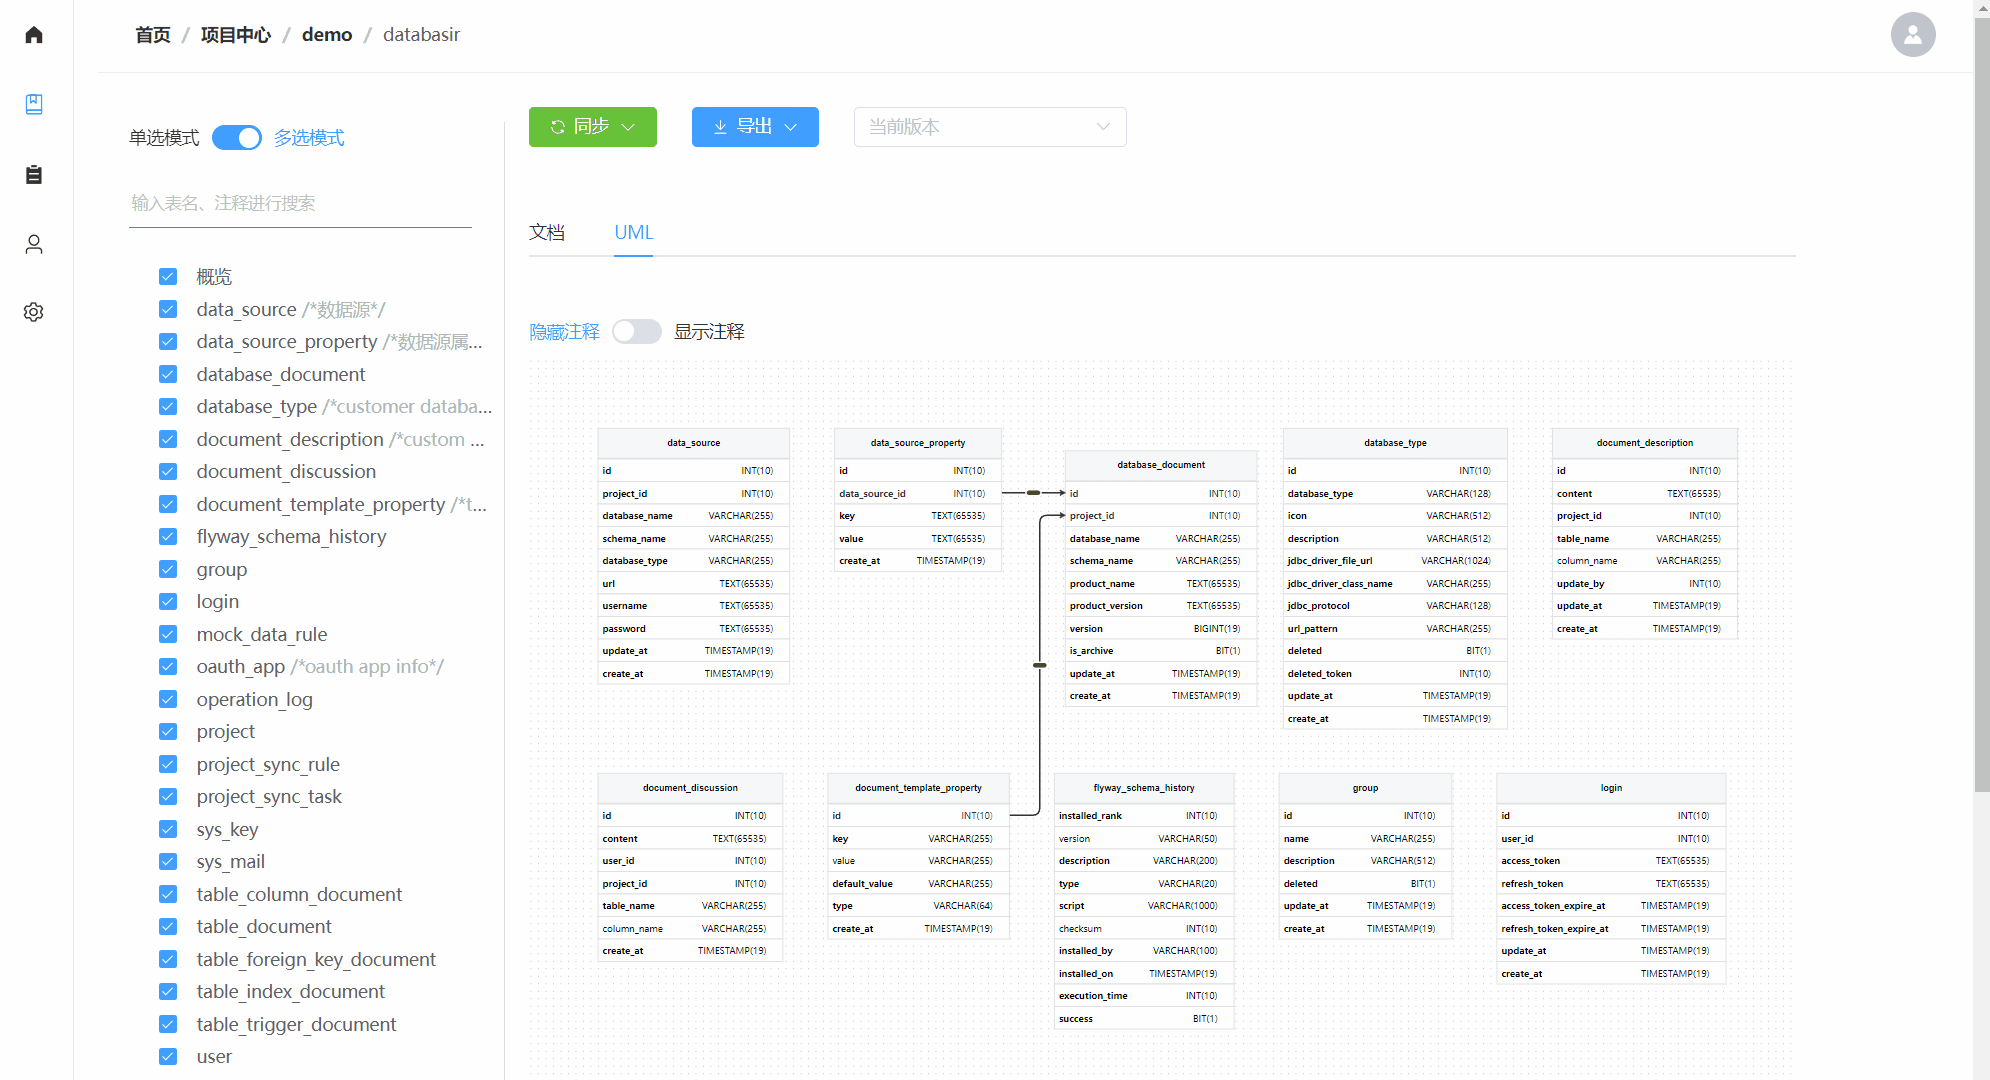 首页 / 项目中心 / demo / databasir
单选模式 多选模式
输入表名、注释进行搜索
概览
data_source /*数据源*/
data_source_property /*数据源属...
database_document
database_type /*customer databa...
document_description /*custom ...
document_discussion
document_template_property /*t...
flyway_schema_history
group
login
mock_data_rule
oauth_app /*oauth app info*/
operation_log
project
project_sync_rule
project_sync_task
sys_key
sys_mail
table_column_document
table_document
table_foreign_key_document
table_index_document
table_trigger_document
user
同步 导出 当前版本
文档 UML
隐藏注释 显示注释
data_source
id INT(10)
project_id INT(10)
database_name VARCHAR(255)
schema_name VARCHAR(255)
database_type VARCHAR(255)
url TEXT(65535)
username TEXT(65535)
password TEXT(65535)
update_at TIMESTAMP(19)
create_at TIMESTAMP(19)
data_source_property
id INT(10)
data_source_id INT(10)
key TEXT(65535)
value TEXT(65535)
create_at TIMESTAMP(19)
database_document
id INT(10)
project_id INT(10)
database_name VARCHAR(255)
schema_name VARCHAR(255)
product_name TEXT(65535)
product_version TEXT(65535)
version BIGINT(19)
is_archive BIT(1)
update_at TIMESTAMP(19)
create_at TIMESTAMP(19)
database_type
id INT(10)
database_type VARCHAR(128)
icon VARCHAR(512)
description VARCHAR(512)
jdbc_driver_file_url VARCHAR(1024)
jdbc_driver_class_name VARCHAR(255)
jdbc_protocol VARCHAR(128)
url_pattern VARCHAR(255)
deleted BIT(1)
deleted_token INT(10)
update_at TIMESTAMP(19)
create_at TIMESTAMP(19)
document_description
id INT(10)
content TEXT(65535)
project_id INT(10)
table_name VARCHAR(255)
column_name VARCHAR(255)
update_by INT(10)
update_at TIMESTAMP(19)
create_at TIMESTAMP(19)
document_discussion
id INT(10)
content TEXT(65535)
user_id INT(10)
project_id INT(10)
table_name VARCHAR(255)
column_name VARCHAR(255)
create_at TIMESTAMP(19)
document_template_property
id INT(10)
key VARCHAR(255)
value VARCHAR(255)
default_value VARCHAR(255)
type VARCHAR(64)
create_at TIMESTAMP(19)
flyway_schema_history
installed_rank INT(10)
version VARCHAR(50)
description VARCHAR(200)
type VARCHAR(20)
script VARCHAR(1000)
checksum INT(10)
installed_by VARCHAR(100)
installed_on TIMESTAMP(19)
execution_time INT(10)
success BIT(1)
group
id INT(10)
name VARCHAR(255)
description VARCHAR(512)
deleted BIT(1)
update_at TIMESTAMP(19)
create_at TIMESTAMP(19)
login
id INT(10)
user_id INT(10)
access_token TEXT(65535)
refresh_token TEXT(65535)
access_token_expire_at TIMESTAMP(19)
refresh_token_expire_at TIMESTAMP(19)
update_at TIMESTAMP(19)
create_at TIMESTAMP(19)